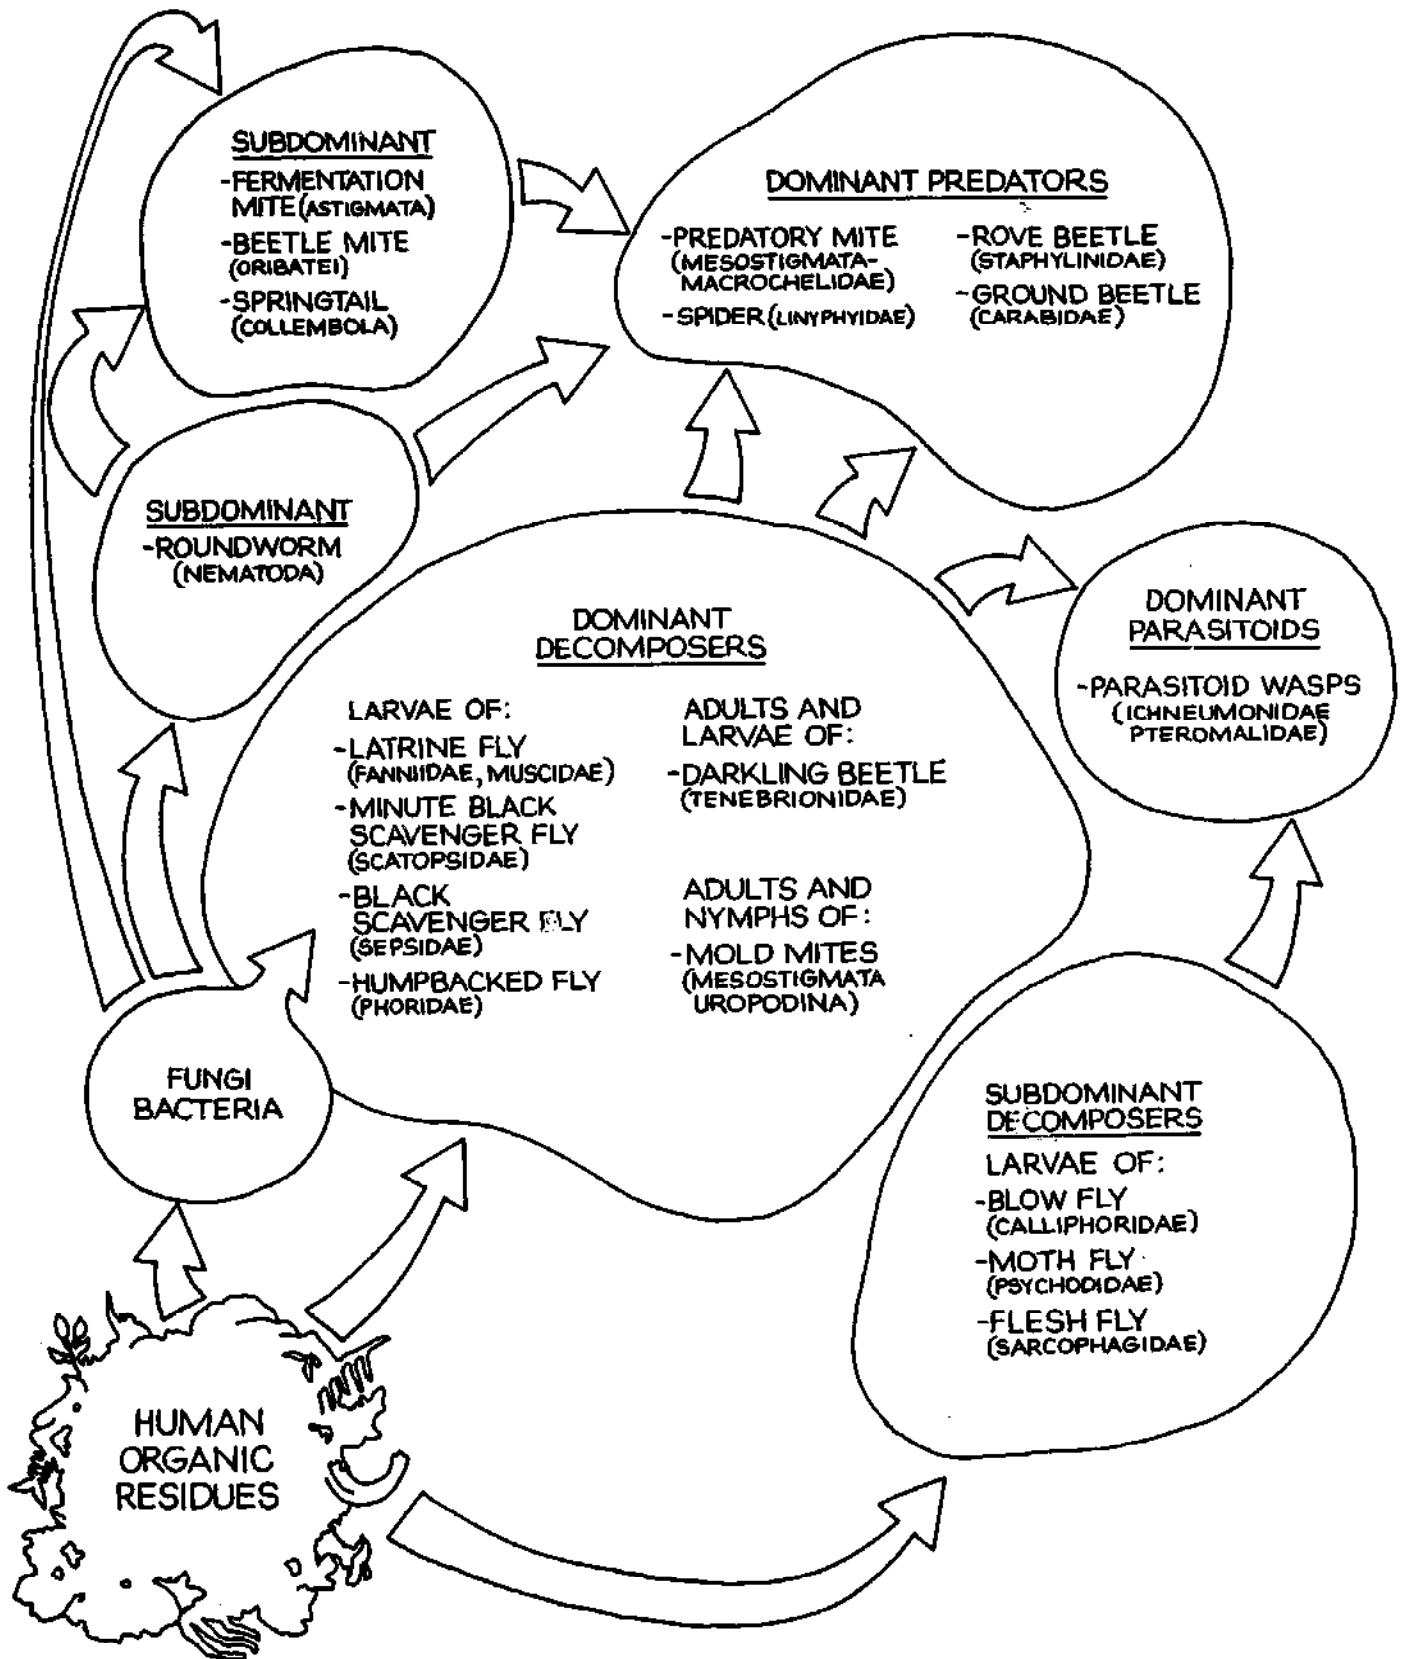 SUBDOMINANT
-FERMENTATION
MITE (ASTIGMATA)
-BEETLE MITE
(ORIBATEI)
-SPRINGTAIL
(COLLEMBOLA)
DOMINANT PREDATORS
-PREDATORY MITE
(MESOSTIGMATA-
MACROCHELIDAE)
-SPIDER (LINYPHYIDAE)
-ROVE BEETLE
(STAPHYLINIDAE)
-GROUND BEETLE
(CARABIDAE)
SUBDOMINANT
-ROUNDWORM
(NEMATODA)
DOMINANT
DECOMPOSERS
LARVAE OF:
-LATRINE FLY
(FANNIIDAE, MUSCIDAE)
-MINUTE BLACK
SCAVENGER FLY
(SCATOPSIDAE)
-BLACK
SCAVENGER FLY
(SEPSIDAE)
-HUMPBACKED FLY
(PHORIDAE)
ADULTS AND
LARVAE OF:
-DARKLING BEETLE
(TENEBRIONIDAE)
ADULTS AND
NYMPHS OF:
-MOLD MITES
(MESOSTIGMATA
UROPODINA)
DOMINANT
PARASITOIDS
-PARASITOID WASPS
(ICHNEUMONIDAE
PTEROMALIDAE)
FUNGI
BACTERIA
SUBDOMINANT
DECOMPOSERS
LARVAE OF:
-BLOW FLY
(CALLIPHORIDAE)
-MOTH FLY
(PSYCHODIDAE)
-FLESH FLY
(SARCOPHAGIDAE)
HUMAN
ORGANIC
RESIDUES